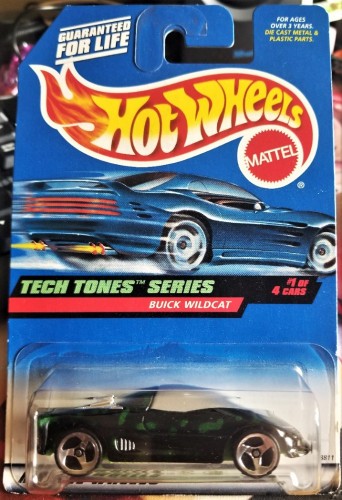 GUARANTEED
FOR LIFE
FOR AGES
OVER 3 YEARS.
DIE CAST METAL &
PLASTIC PARTS.
HOT WHEELS
MATTEL
®
TECH TONES™ SERIES
BUICK WILDCAT
#1 OF
4 CARS